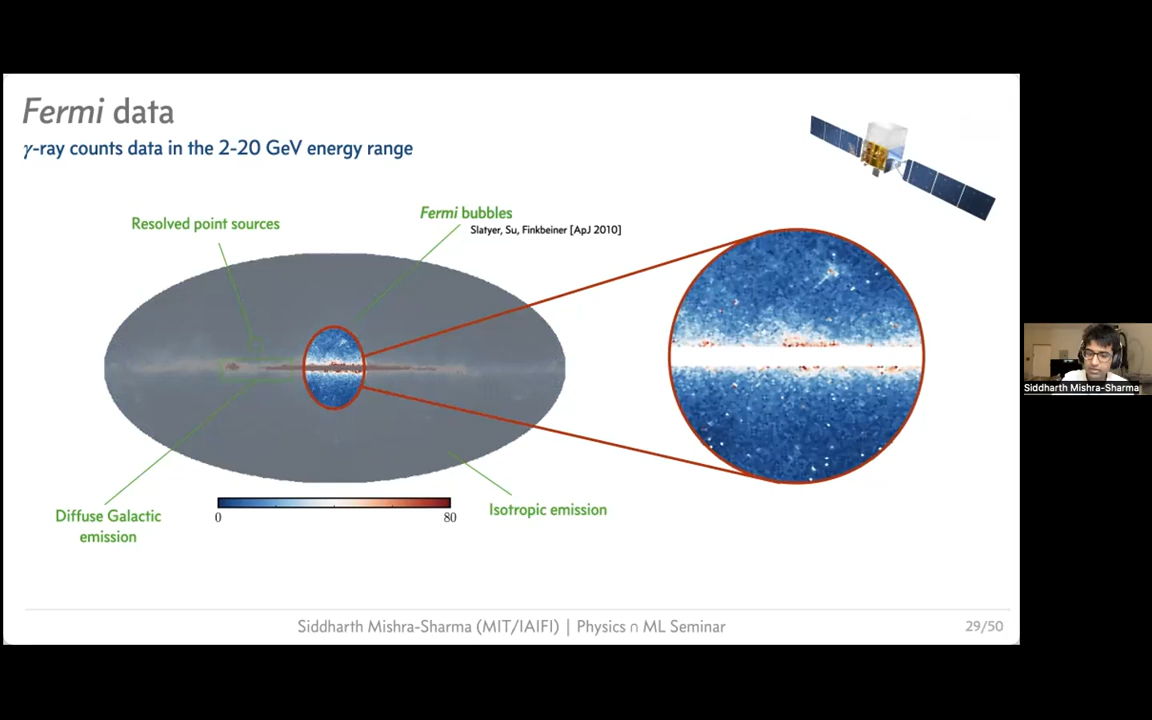 Fermi data
γ-ray counts data in the 2-20 GeV energy range
Resolved point sources
Fermi bubbles
Slatyer, Su, Finkbeiner [ApJ 2010]
Diffuse Galactic
emission
0
80
Isotropic emission
Siddharth Mishra-Sharma (MIT/IAIFI) | Physics ∩ ML Seminar
29/50
Siddharth Mishra-Sharma